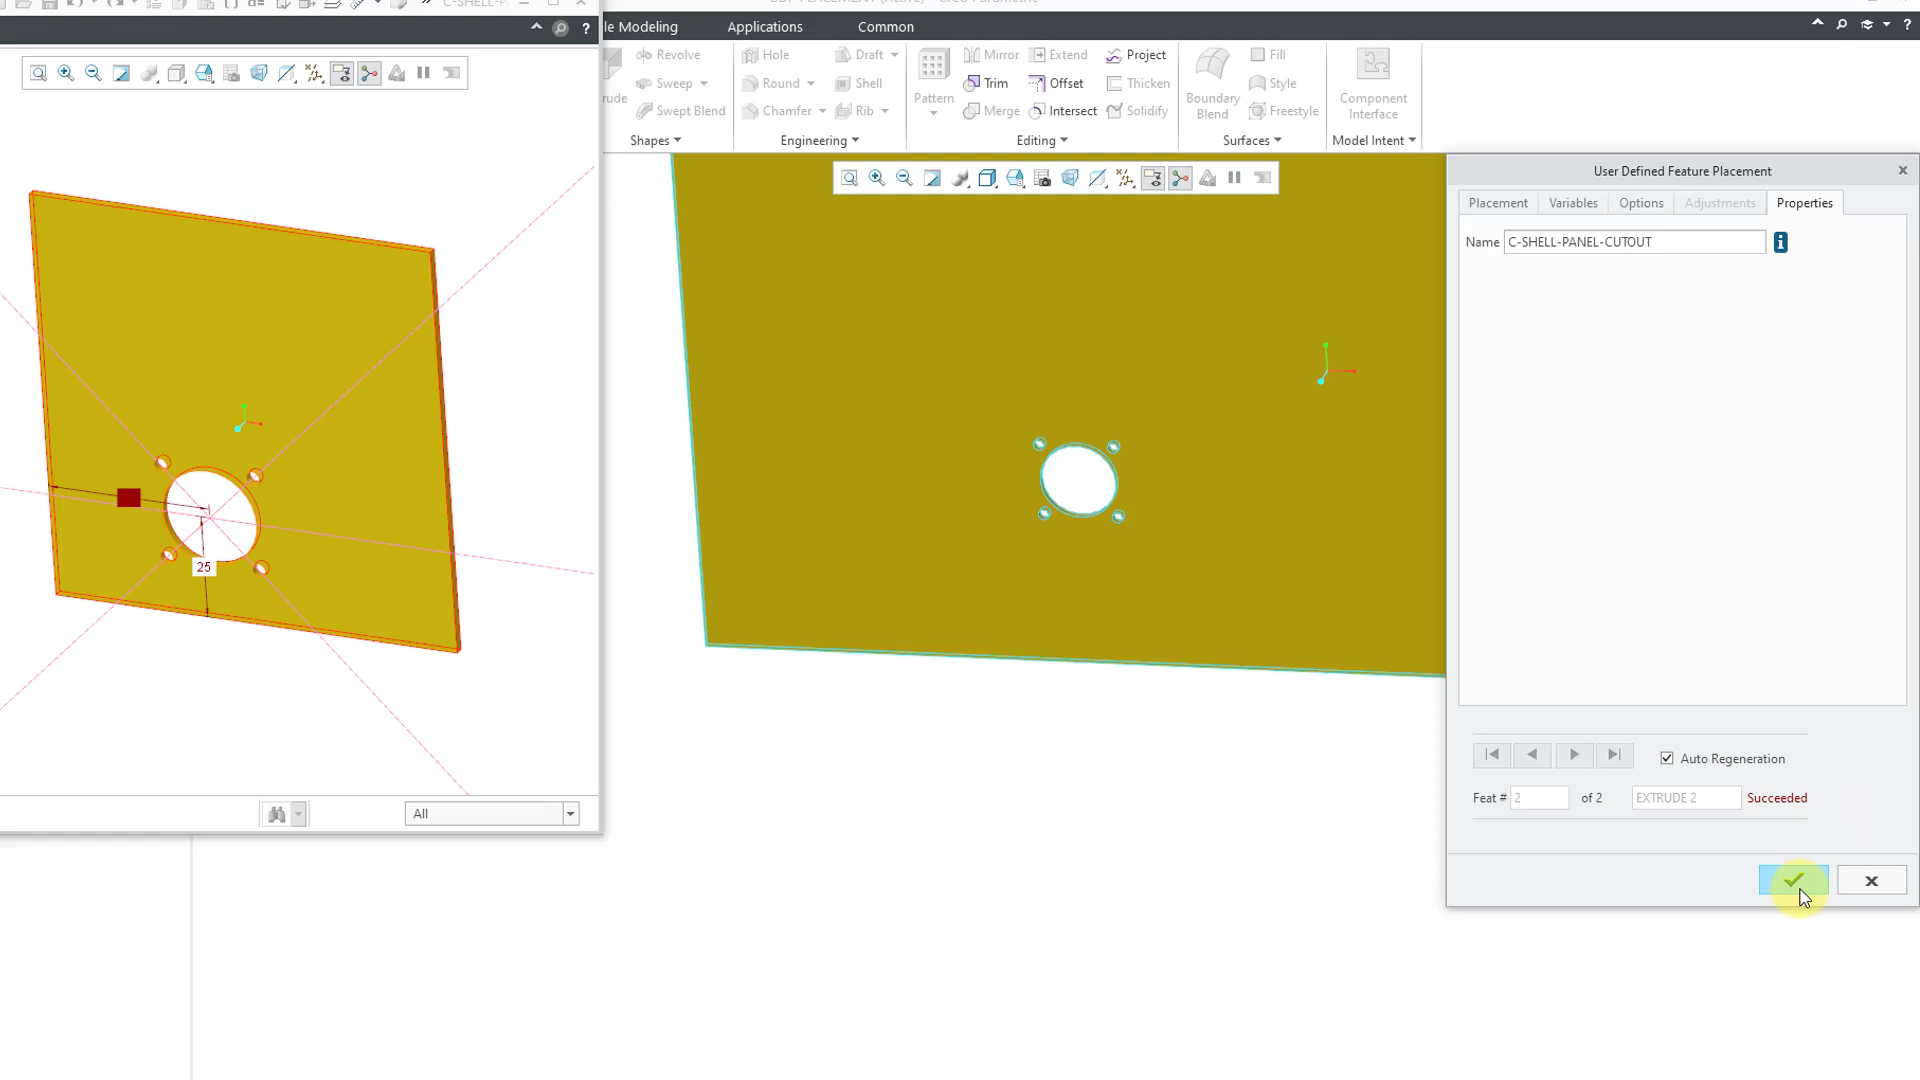 C-SHELL-P
le Modeling
Applications
Common
Revolve
Sweep
Swept Blend
Shapes
Hole
Round
Chamfer
Draft
Shell
Rib
Engineering
Pattern
Mirror
Trim
Merge
Extend
Offset
Intersect
Project
Thicken
Solidify
Editing
Boundary
Blend
Fill
Style
Freestyle
Surfaces
Component
Interface
Model Intent
25
All
User Defined Feature Placement
Placement
Variables
Options
Adjustments
Properties
Name C-SHELL-PANEL-CUTOUT
Auto Regeneration
Feat # 2 of 2 EXTRUDE 2 Succeeded